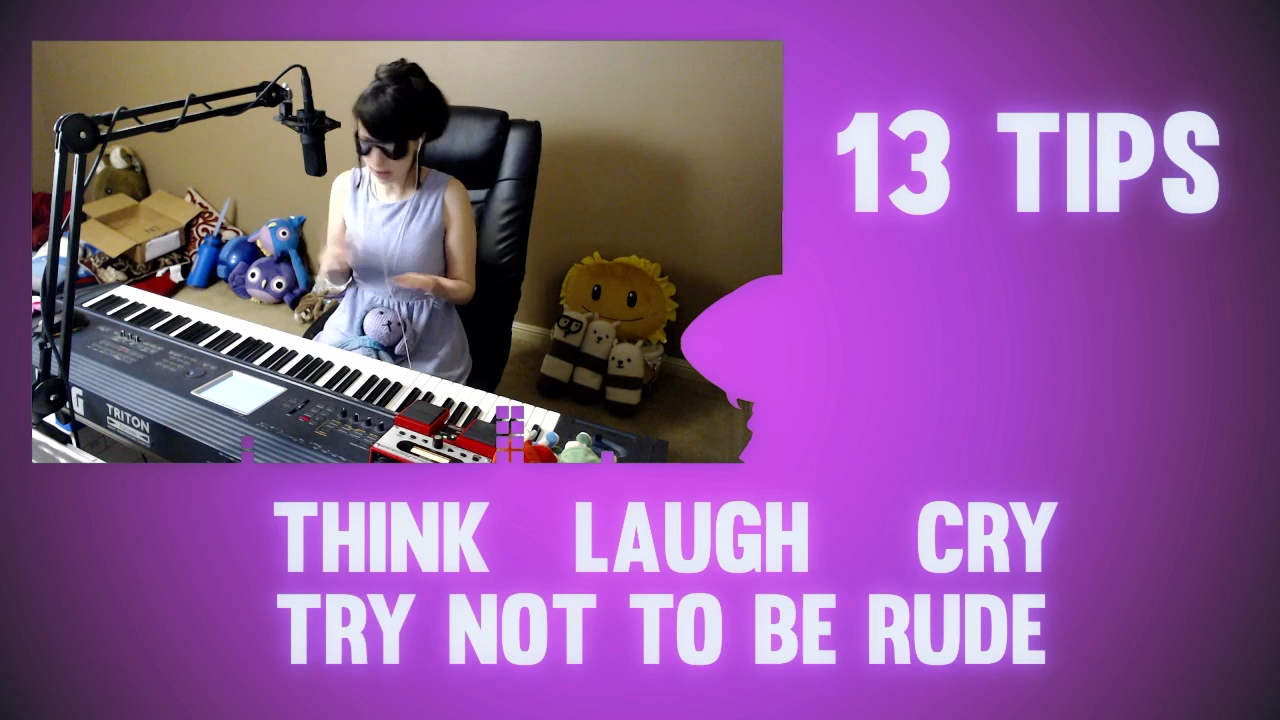 13 TIPS
G
TRITON
THINK LAUGH CRY
TRY NOT TO BE RUDE